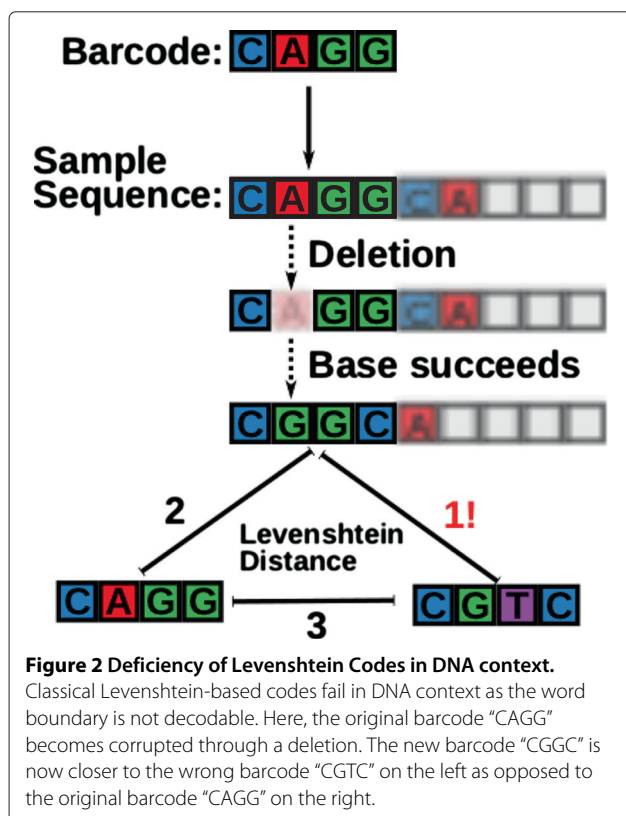 Barcode: CAGG
Sample
Sequence: CAGGCA
Deletion
CAGGCA
Base succeeds
CGGCA
2
1!
Levenshtein
Distance
CAGG
CGTC
3
Figure 2 Deficiency of Levenshtein Codes in DNA context.
Classical Levenshtein-based codes fail in DNA context as the word
boundary is not decodable. Here, the original barcode “CAGG”
becomes corrupted through a deletion. The new barcode “CGGC” is
now closer to the wrong barcode “CGTC” on the left as opposed to
the original barcode “CAGG” on the right.